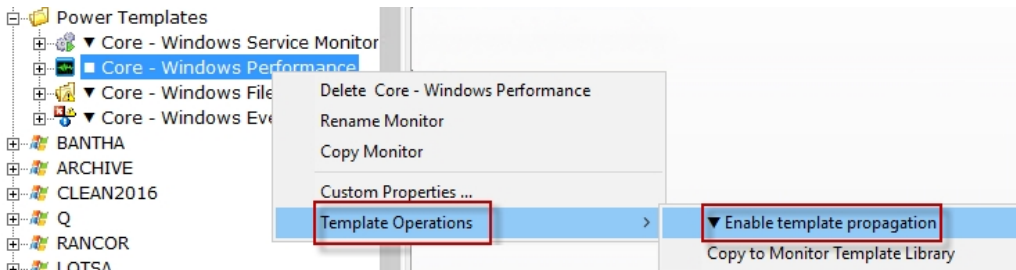 Power Templates
▼ Core - Windows Service Monitor
Core - Windows Performance
▼ Core - Windows File
▼ Core - Windows Eve
BANTHA
ARCHIVE
CLEAN2016
Q
RANCOR
LOTSA
Delete Core - Windows Performance
Rename Monitor
Copy Monitor
Custom Properties ...
Template Operations
▼ Enable template propagation
Copy to Monitor Template Library